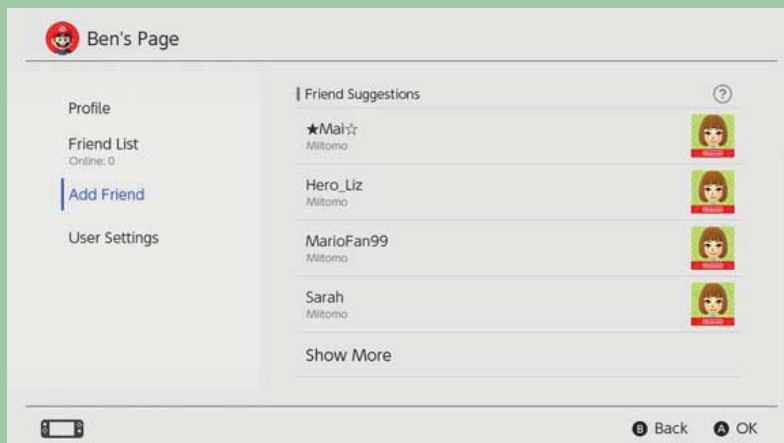 Ben's Page
Profile
Friend List
Online: 0
Add Friend
User Settings
Friend Suggestions
?
★Mai☆
Miitomo
Hero_Liz
Miitomo
MarioFan99
Miitomo
Sarah
Miitomo
Show More
B Back A OK